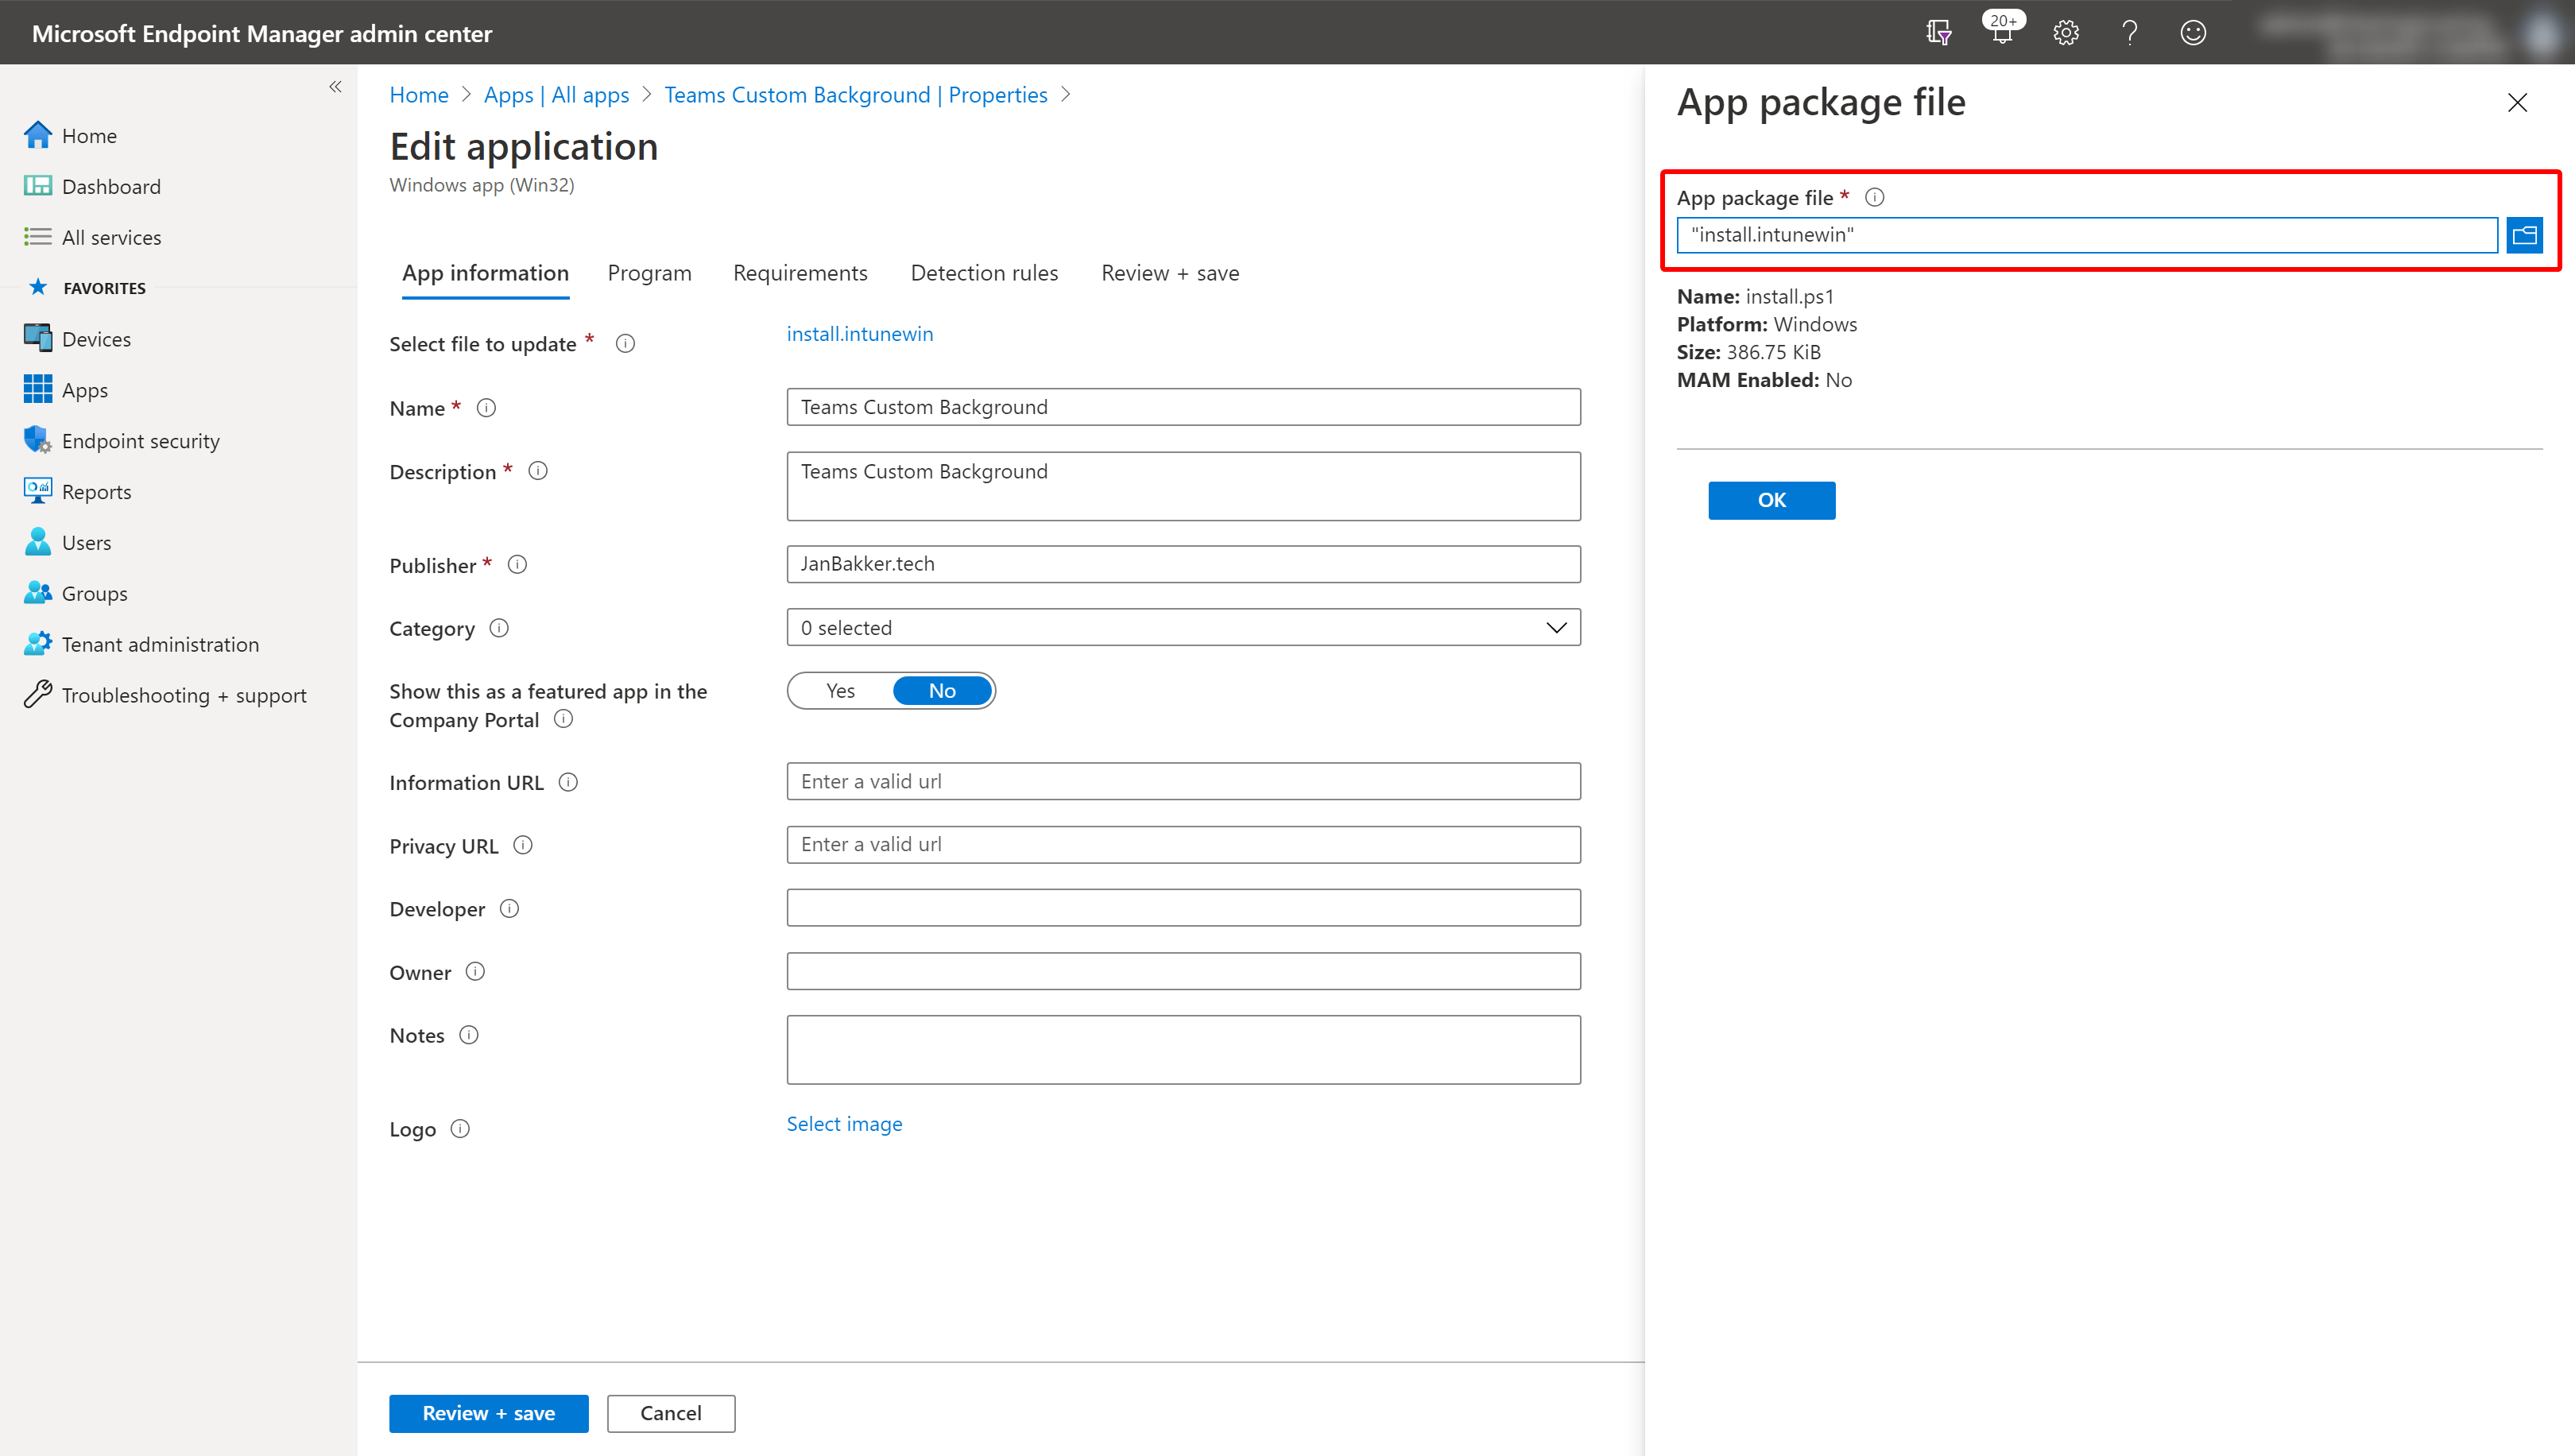 Microsoft Endpoint Manager admin center
20+
Home
Dashboard
All services
FAVORITES
Devices
Apps
Endpoint security
Reports
Users
Groups
Tenant administration
Troubleshooting + support
Home > Apps | All apps > Teams Custom Background | Properties >
Edit application
Windows app (Win32)
App information
Program
Requirements
Detection rules
Review + save
Select file to update *
install.intunewin
Name *
Teams Custom Background
Description *
Teams Custom Background
Publisher *
JanBakker.tech
Category
0 selected
Show this as a featured app in the
Company Portal
Yes
No
Information URL
Enter a valid url
Privacy URL
Enter a valid url
Developer
Owner
Notes
Logo
Select image
Review + save
Cancel
App package file
App package file *
"install.intunewin"
Name: install.ps1
Platform: Windows
Size: 386.75 KiB
MAM Enabled: No
OK